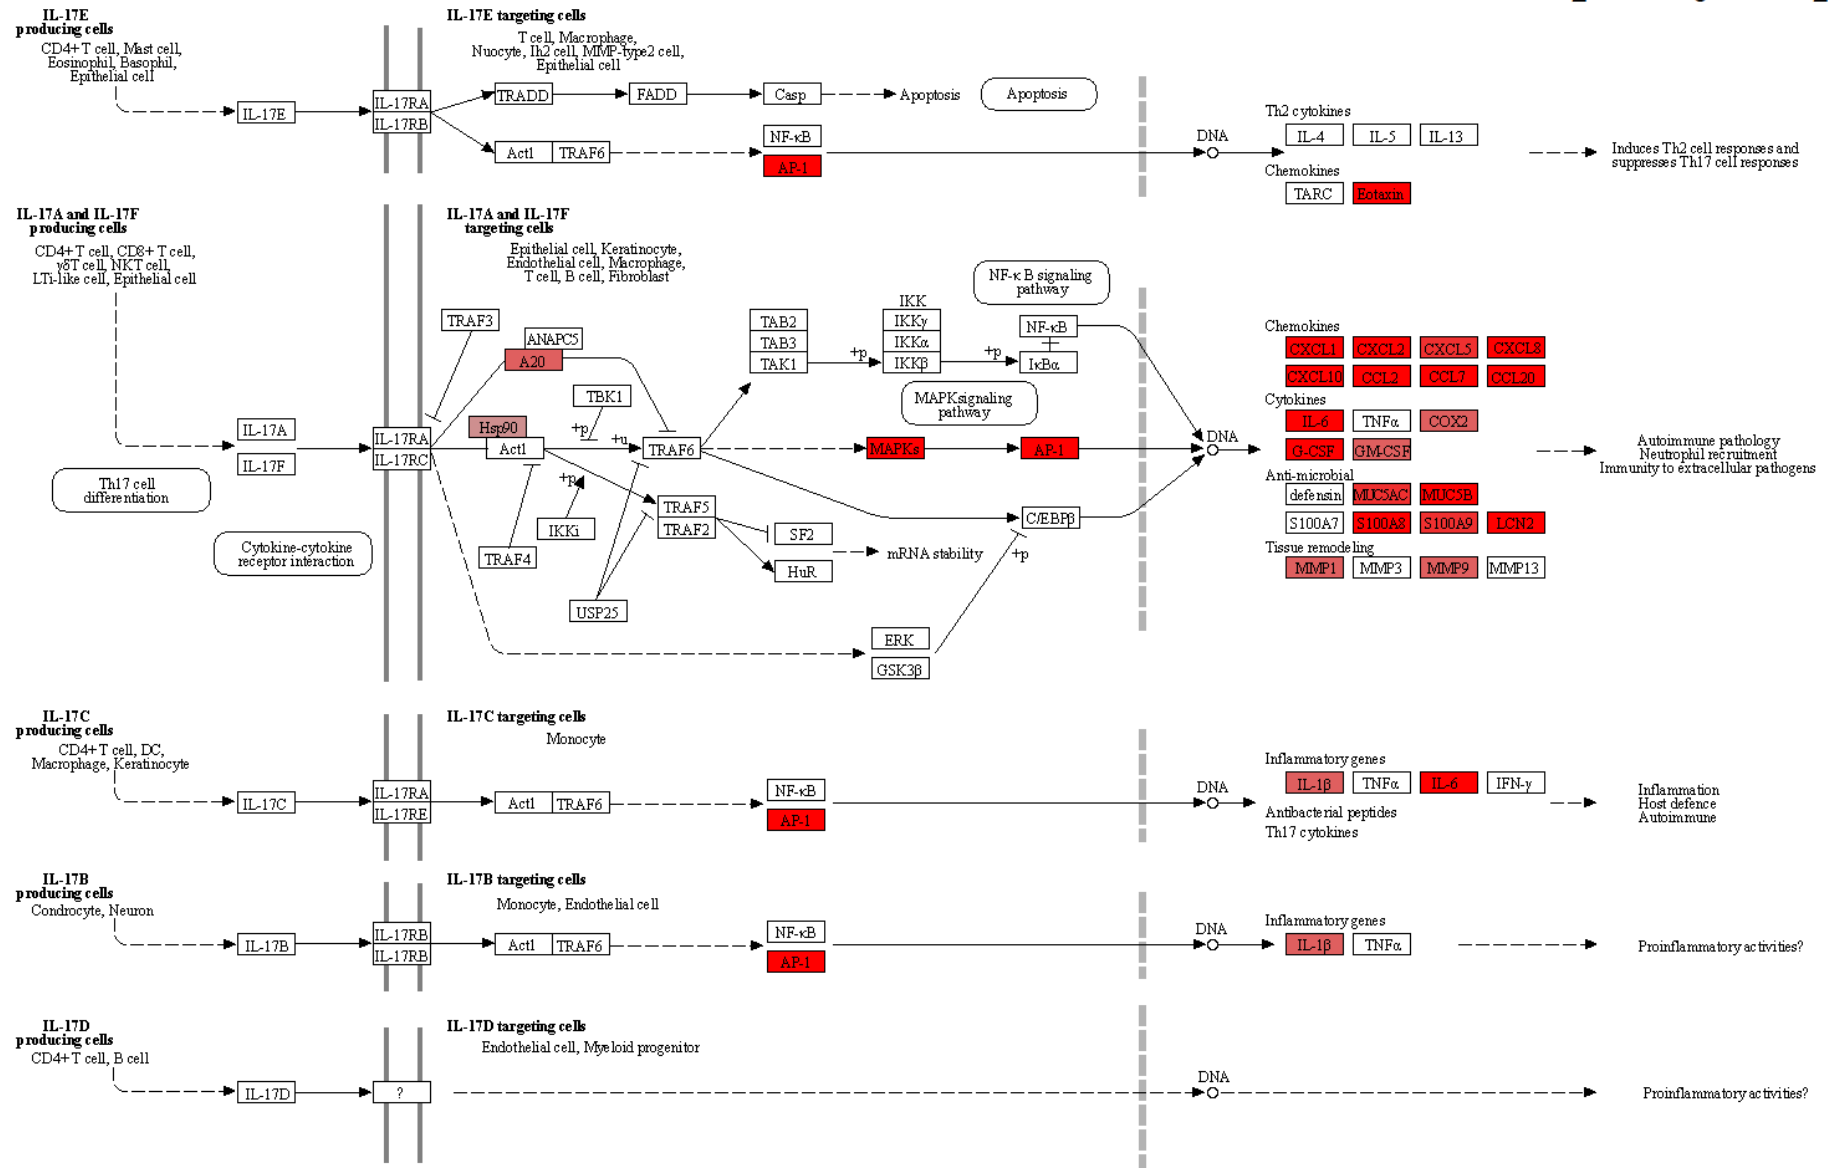 IL-17E
producing cells
CD4+ T cell, Mast cell,
Eosinophil, Basophil,
Epithelial cell
IL-17E
IL-17RA
IL-17RB
IL-17E targeting cells
T cell, Macrophage,
Nuocyte, Ih2 cell, MMP-type2 cell,
Epithelial cell
TRADD
FADD
Casp
Apoptosis
Apoptosis
Act1
TRAF6
NF-κB
AP-1
DNA
Th2 cytokines
IL-4
IL-5
IL-13
Chemokines
TARC
Eotaxin
Induces Th2 cell responses and
suppresses Th17 cell responses
IL-17A and IL-17F
producing cells
CD4+ T cell, CD8+ T cell,
γδT cell, NKT cell,
LTi-like cell, Epithelial cell
IL-17A
IL-17F
Th17 cell
differentiation
Cytokine-cytokine
receptor interaction
IL-17RA
IL-17RC
IL-17A and IL-17F
targeting cells
Epithelial cell, Keratinocyte,
Endothelial cell, Macrophage,
T cell, B cell, Fibroblast
TRAF3
ANAPC5
A20
TBK1
Hsp90
Act1
+p
+u
TRAF6
+p
IKKi
TRAF4
TRAF5
TRAF2
USP25
SF2
HuR
mRNA stability
TAB2
TAB3
TAK1
+p
IKK
IKKγ
IKKα
IKKβ
+p
NF-κB signaling
pathway
NF-κB
IκBα
MAPK signaling
pathway
MAPKs
AP-1
C/EBPβ
+p
ERK
GSK3β
DNA
Chemokines
CXCL1
CXCL2
CXCL5
CXCL8
CXCL10
CCL2
CCL7
CCL20
Cytokines
IL-6
TNFα
COX2
G-CSF
GM-CSF
Anti-microbial
defensin
MUC5AC
MUC5B
S100A7
S100A8
S100A9
LCN2
Tissue remodeling
MMP1
MMP3
MMP9
MMP13
Autoimmune pathology
Neutrophil recruitment
Immunity to extracellular pathogens
IL-17C
producing cells
CD4+ T cell, DC,
Macrophage, Keratinocyte
IL-17C
IL-17RA
IL-17RE
IL-17C targeting cells
Monocyte
Act1
TRAF6
NF-κB
AP-1
DNA
Inflammatory genes
IL-1β
TNFα
IL-6
IFN-γ
Antibacterial peptides
Th17 cytokines
Inflammation
Host defence
Autoimmune
IL-17B
producing cells
Condrocyte, Neuron
IL-17B
IL-17RB
IL-17RB
IL-17B targeting cells
Monocyte, Endothelial cell
Act1
TRAF6
NF-κB
AP-1
DNA
Inflammatory genes
IL-1β
TNFα
Proinflammatory activities?
IL-17D
producing cells
CD4+ T cell, B cell
IL-17D
?
IL-17D targeting cells
Endothelial cell, Myeloid progenitor
DNA
Proinflammatory activities?